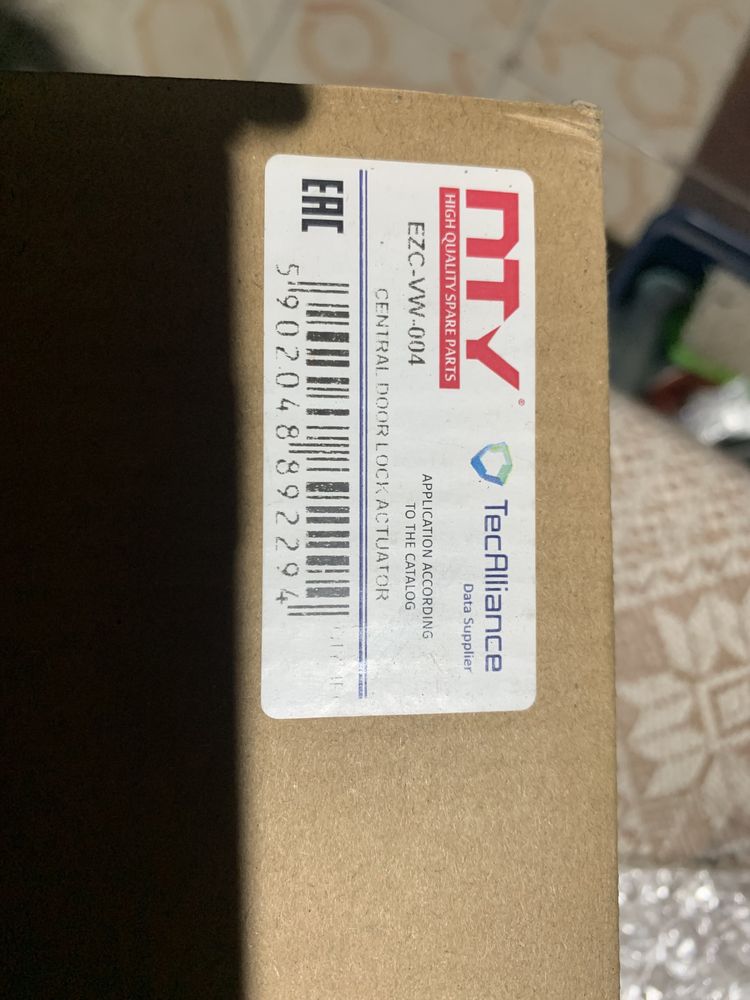 NTY®
HIGH QUALITY SPARE PARTS
TecAlliance
Data Supplier
EZC-VW-004
APPLICATION ACCORDING
TO THE CATALOG
CENTRAL DOOR LOCK ACTUATOR
EAC
5902048892294